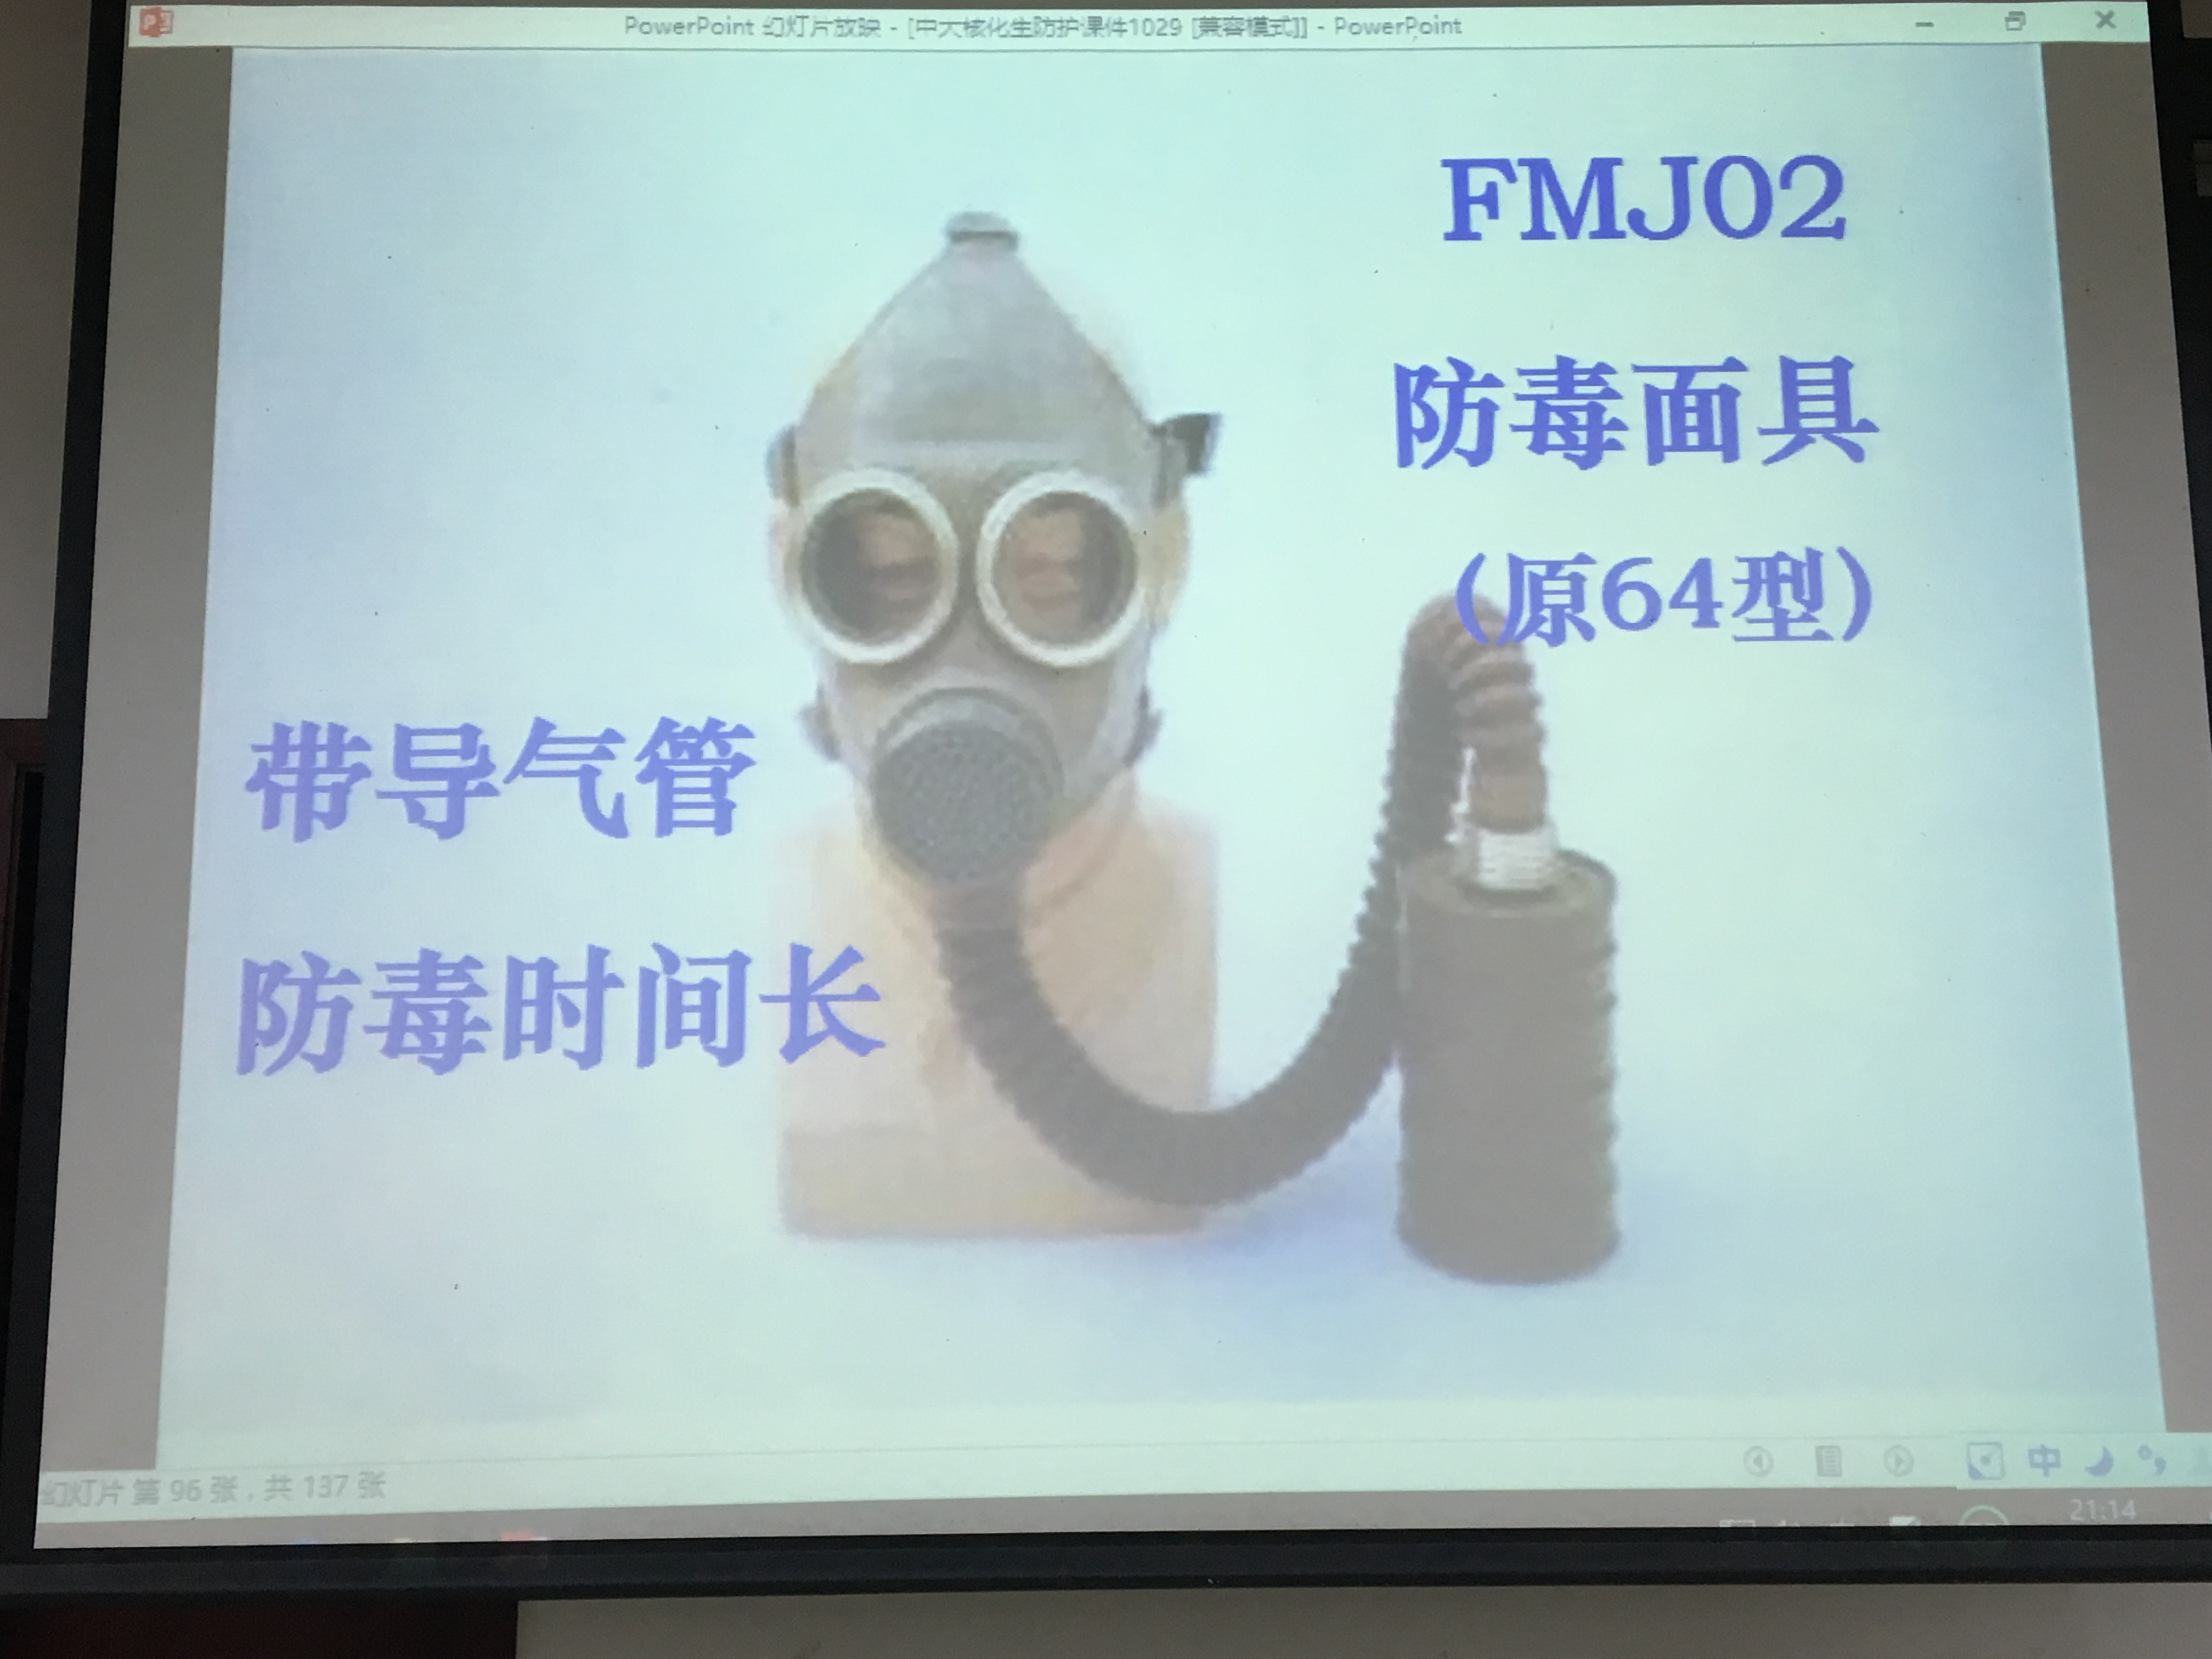 PowerPoint 幻灯片放映 - [中大核化生防护课件1029 [兼容模式]] - PowerPoint
FMJ02
防毒面具
(原64型)
带导气管
防毒时间长
幻灯片 第 96 张，共 137 张
中
21:14